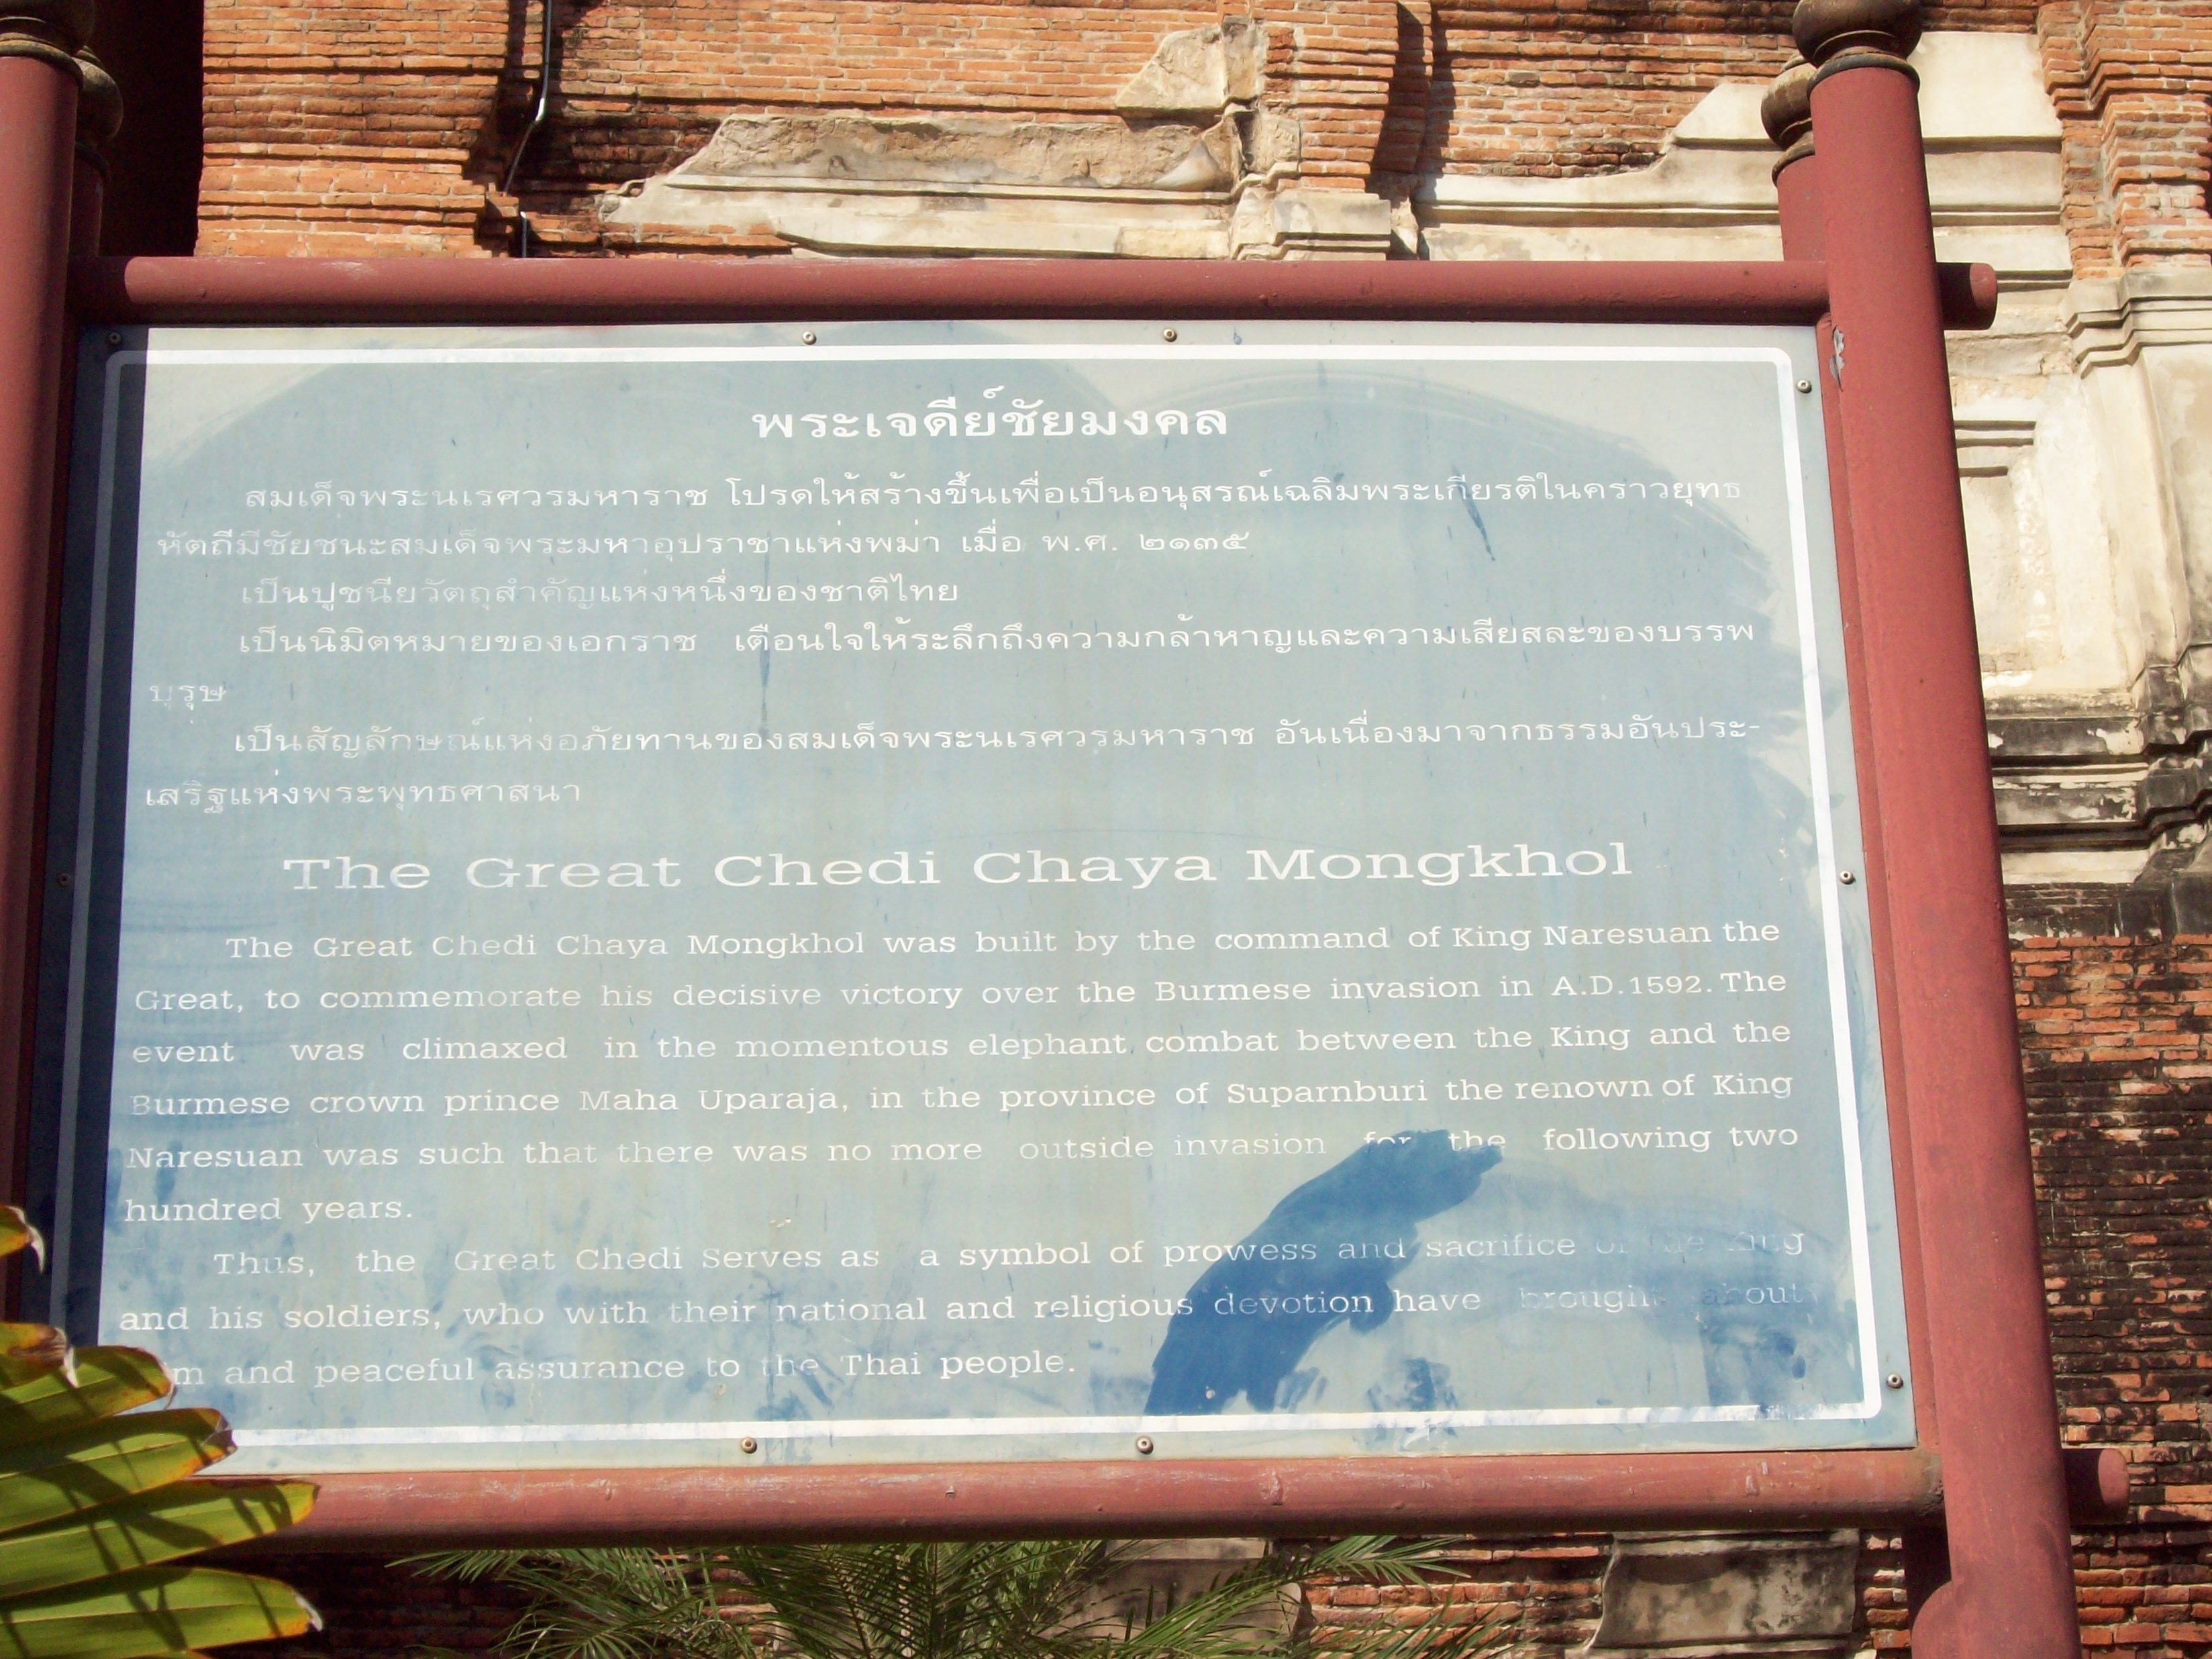 พระเจดีย์ชัยมงคล
สมเด็จพระนเรศวรมหาราช โปรดให้สร้างขึ้นเพื่อเป็นอนุสรณ์เฉลิมพระเกียรติในคราวยุทธ
หัตถีมีชัยชนะสมเด็จพระมหาอุปราชาแห่งพม่า เมื่อ พ.ศ. ๒๑๓๕
เป็นปูชนียวัตถุสำคัญแห่งหนึ่งของชาติไทย
เป็นนิมิตหมายของเอกราช เตือนใจให้ระลึกถึงความกล้าหาญและความเสียสละของบรรพ
บุรุษ
เป็นสัญลักษณ์แห่งอภัยทานของสมเด็จพระนเรศวรมหาราช อันเนื่องมาจากธรรมอันประ-
เสริฐแห่งพระพุทธศาสนา
The Great Chedi Chaya Mongkhol
The Great Chedi Chaya Mongkhol was built by the command of King Naresuan the
Great, to commemorate his decisive victory over the Burmese invasion in A.D.1592. The
event was climaxed in the momentous elephant combat between the King and the
Burmese crown prince Maha Uparaja, in the province of Suparnburi the renown of King
Naresuan was such that there was no more outside invasion for the following two
hundred years.
Thus, the Great Chedi Serves as a symbol of prowess and sacrifice of the King
and his soldiers, who with their national and religious devotion have brought about
and peaceful assurance to the Thai people.